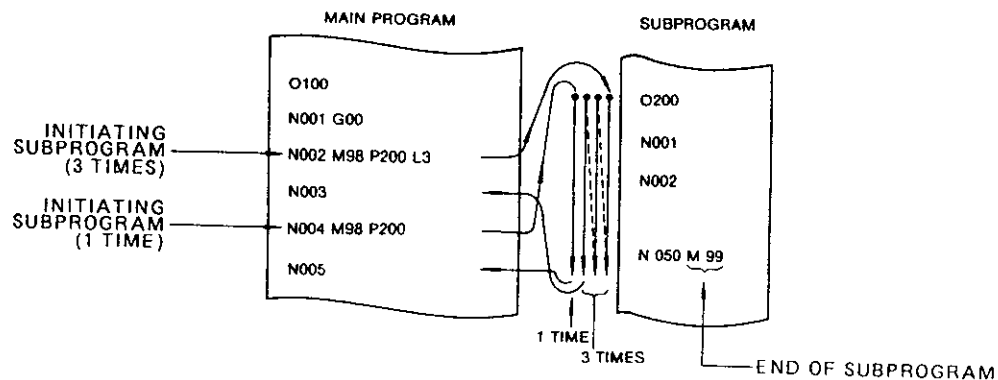 MAIN PROGRAM
SUBPROGRAM
O100
N001 G00
INITIATING
SUBPROGRAM
(3 TIMES)
N002 M98 P200 L3
N003
INITIATING
SUBPROGRAM
(1 TIME)
N004 M98 P200
N005
O200
N001
N002
N 050 M 99
1 TIME
3 TIMES
END OF SUBPROGRAM